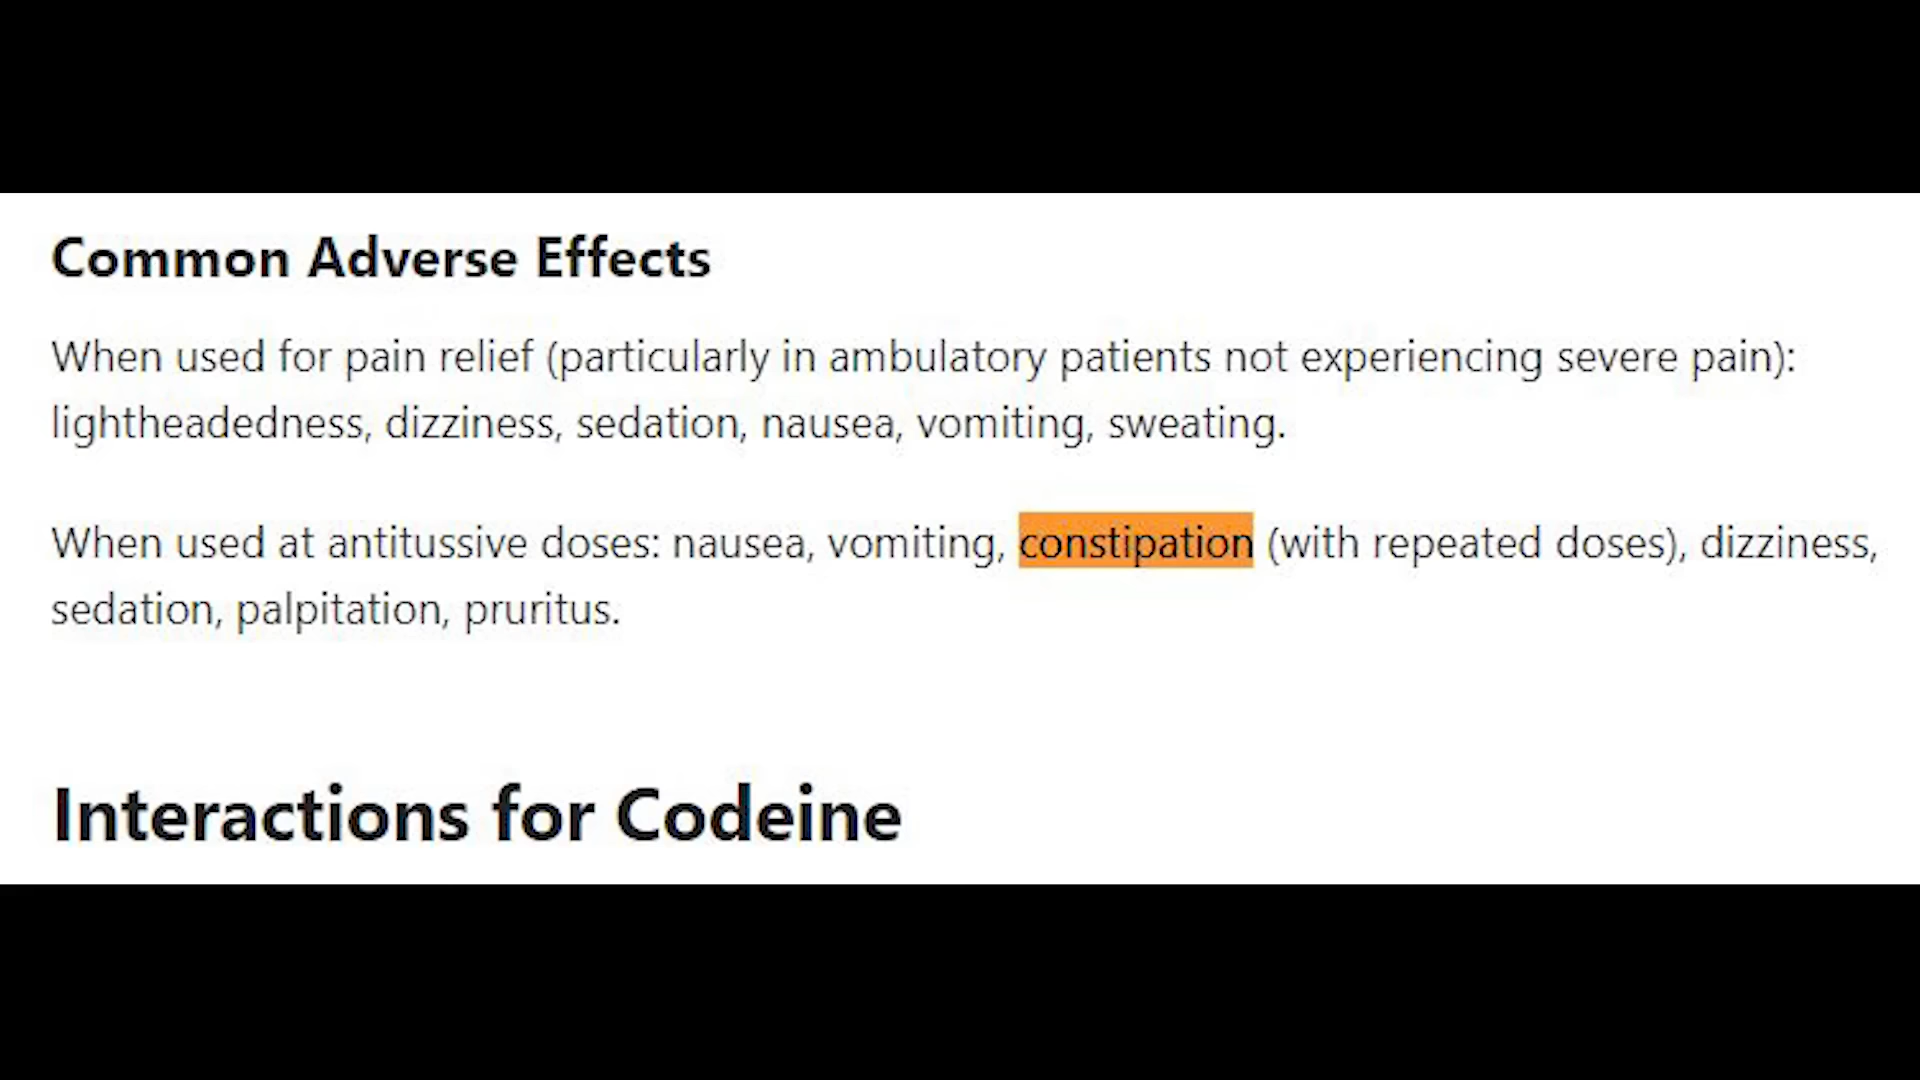 Common Adverse Effects
When used for pain relief (particularly in ambulatory patients not experiencing severe pain):
lightheadedness, dizziness, sedation, nausea, vomiting, sweating.
When used at antitussive doses: nausea, vomiting, constipation (with repeated doses), dizziness,
sedation, palpitation, pruritus.
Interactions for Codeine